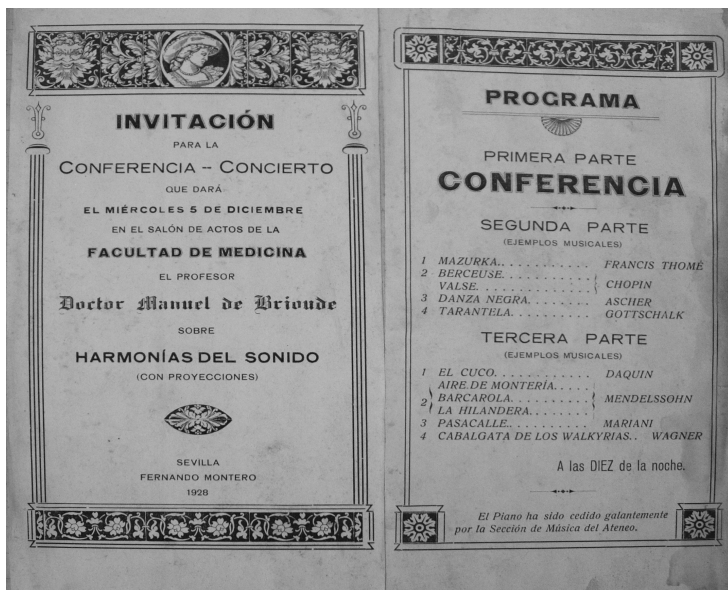 INVITACIÓN
PARA LA
CONFERENCIA - CONCIERTO
QUE DARÁ
EL MIÉRCOLES 5 DE DICIEMBRE
EN EL SALÓN DE ACTOS DE LA
FACULTAD DE MEDICINA
EL PROFESOR
Doctor Manuel de Brioude
SOBRE
HARMONÍAS DEL SONIDO
(CON PROYECCIONES)
SEVILLA
FERNANDO MONTERO
1928
PROGRAMA
PRIMERA PARTE
CONFERENCIA
SEGUNDA PARTE
(EJEMPLOS MUSICALES)
1 MAZURKA.. . . . . . . . . . . FRANCIS THOMÉ
2 BERCEUSE. . . . . . . . . . .
VALSE. . . . . . . . . . . . CHOPIN
3 DANZA NEGRA. . . . . . . . . ASCHER
4 TARANTELA. . . . . . . . . . GOTTSCHALK
TERCERA PARTE
(EJEMPLOS MUSICALES)
1 EL CUCO. . . . . . . . . . . DAQUIN
AIRE DE MONTERÍA. . . . .
2 BARCAROLA. . . . . . . . . MENDELSSOHN
LA HILANDERA. . . . . . .
3 PASACALLE.. . . . . . . . . . MARIANI
4 CABALGATA DE LOS WALKYRIAS. . WAGNER
A las DIEZ de la noche.
El Piano ha sido cedido galantemente
por la Sección de Música del Ateneo.